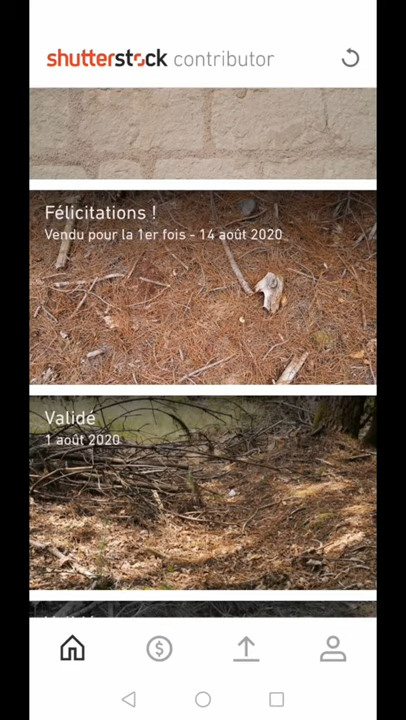 shutterstock contributor
Félicitations !
Vendu pour la 1er fois - 14 août 2020
Validé
1 août 2020